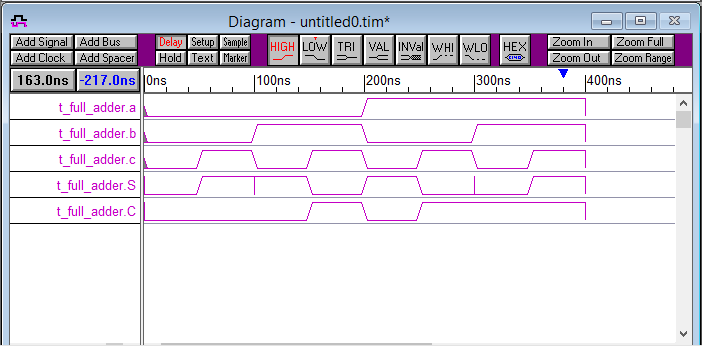 Diagram - untitled0.tim*
Add Signal Add Bus Delay Setup Sample HIGH LOW TRI VAL INVal WHI WLO HEX Zoom In Zoom Full
Add Clock Add Spacer Hold Text Marker Zoom Out Zoom Range
163.0ns -217.0ns 0ns 100ns 200ns 300ns 400ns
t_full_adder.a
t_full_adder.b
t_full_adder.c
t_full_adder.S
t_full_adder.C